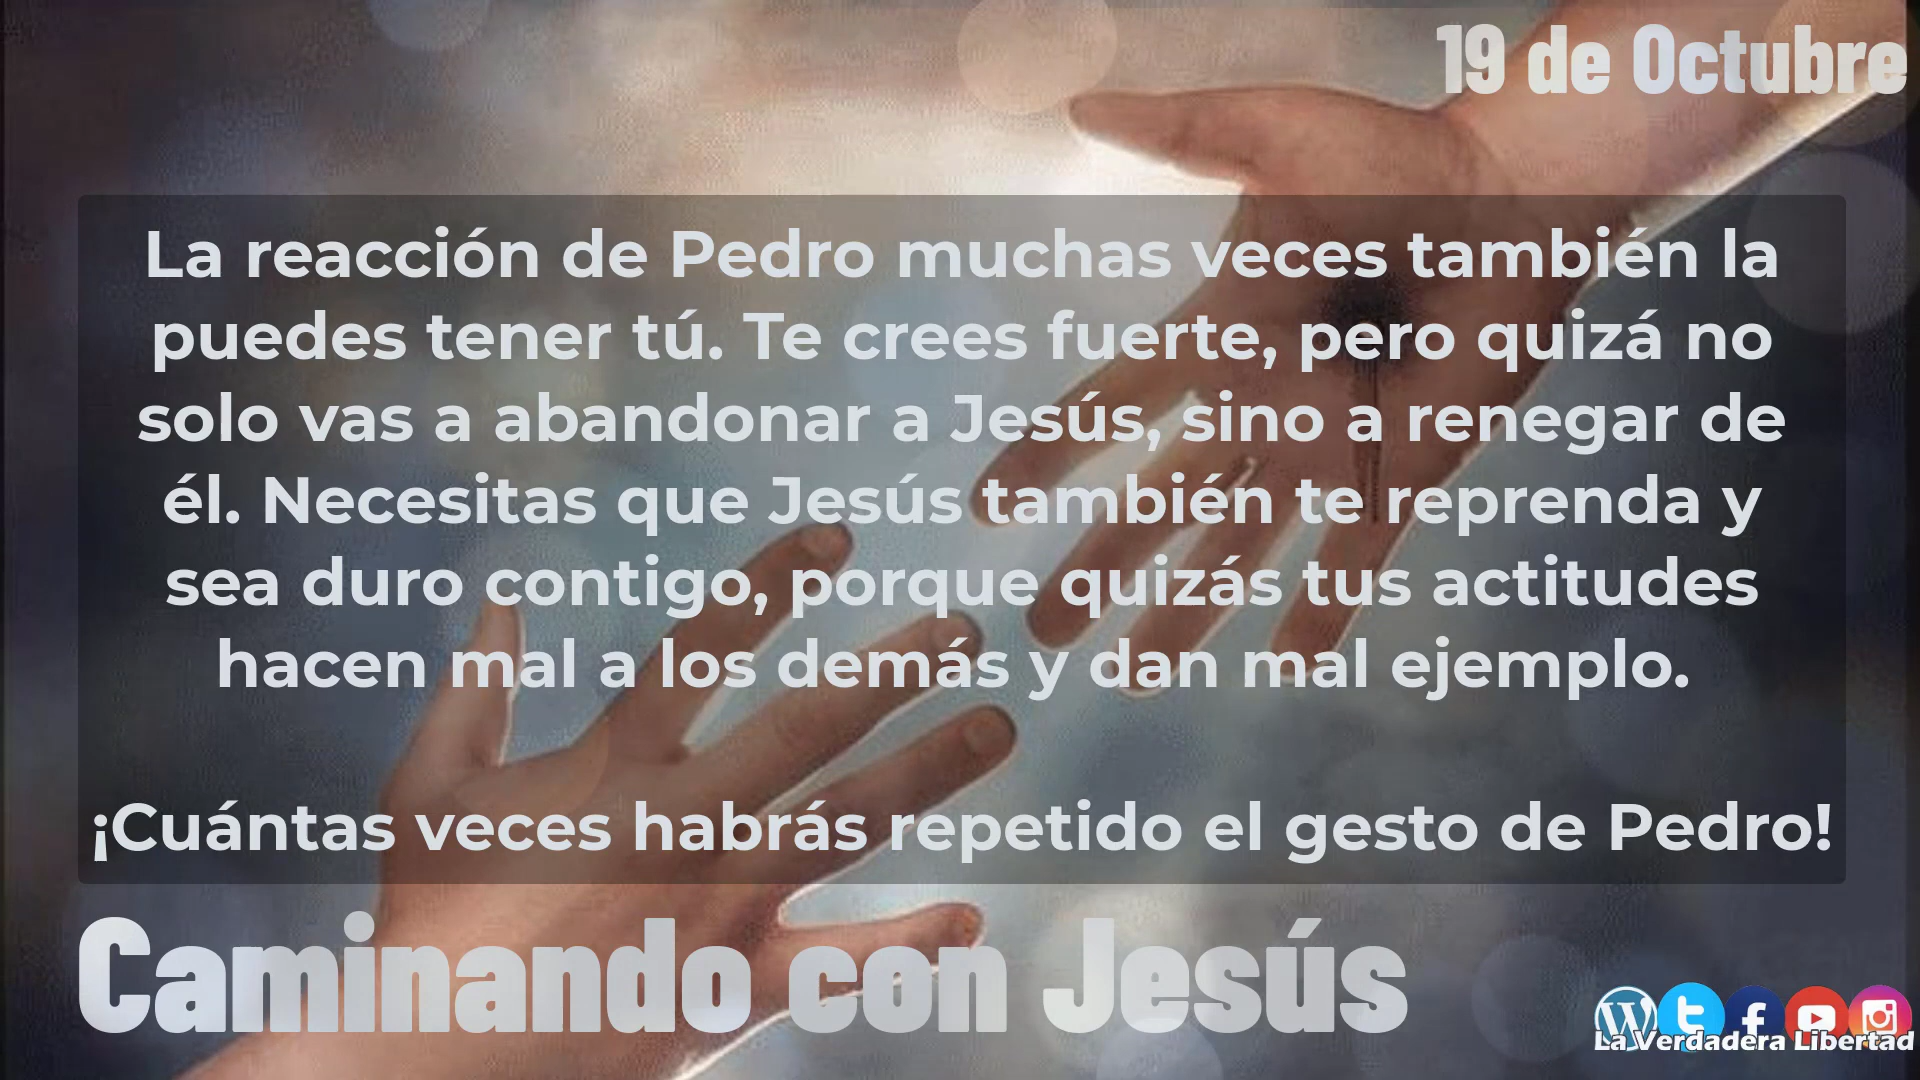 19 de Octubre
La reacción de Pedro muchas veces también la
puedes tener tú. Te crees fuerte, pero quizá no
solo vas a abandonar a Jesús, sino a renegar de
él. Necesitas que Jesús también te reprenda y
sea duro contigo, porque quizás tus actitudes
hacen mal a los demás y dan mal ejemplo.
¡Cuántas veces habrás repetido el gesto de Pedro!
Caminando con Jesús
La Verdadera Libertad